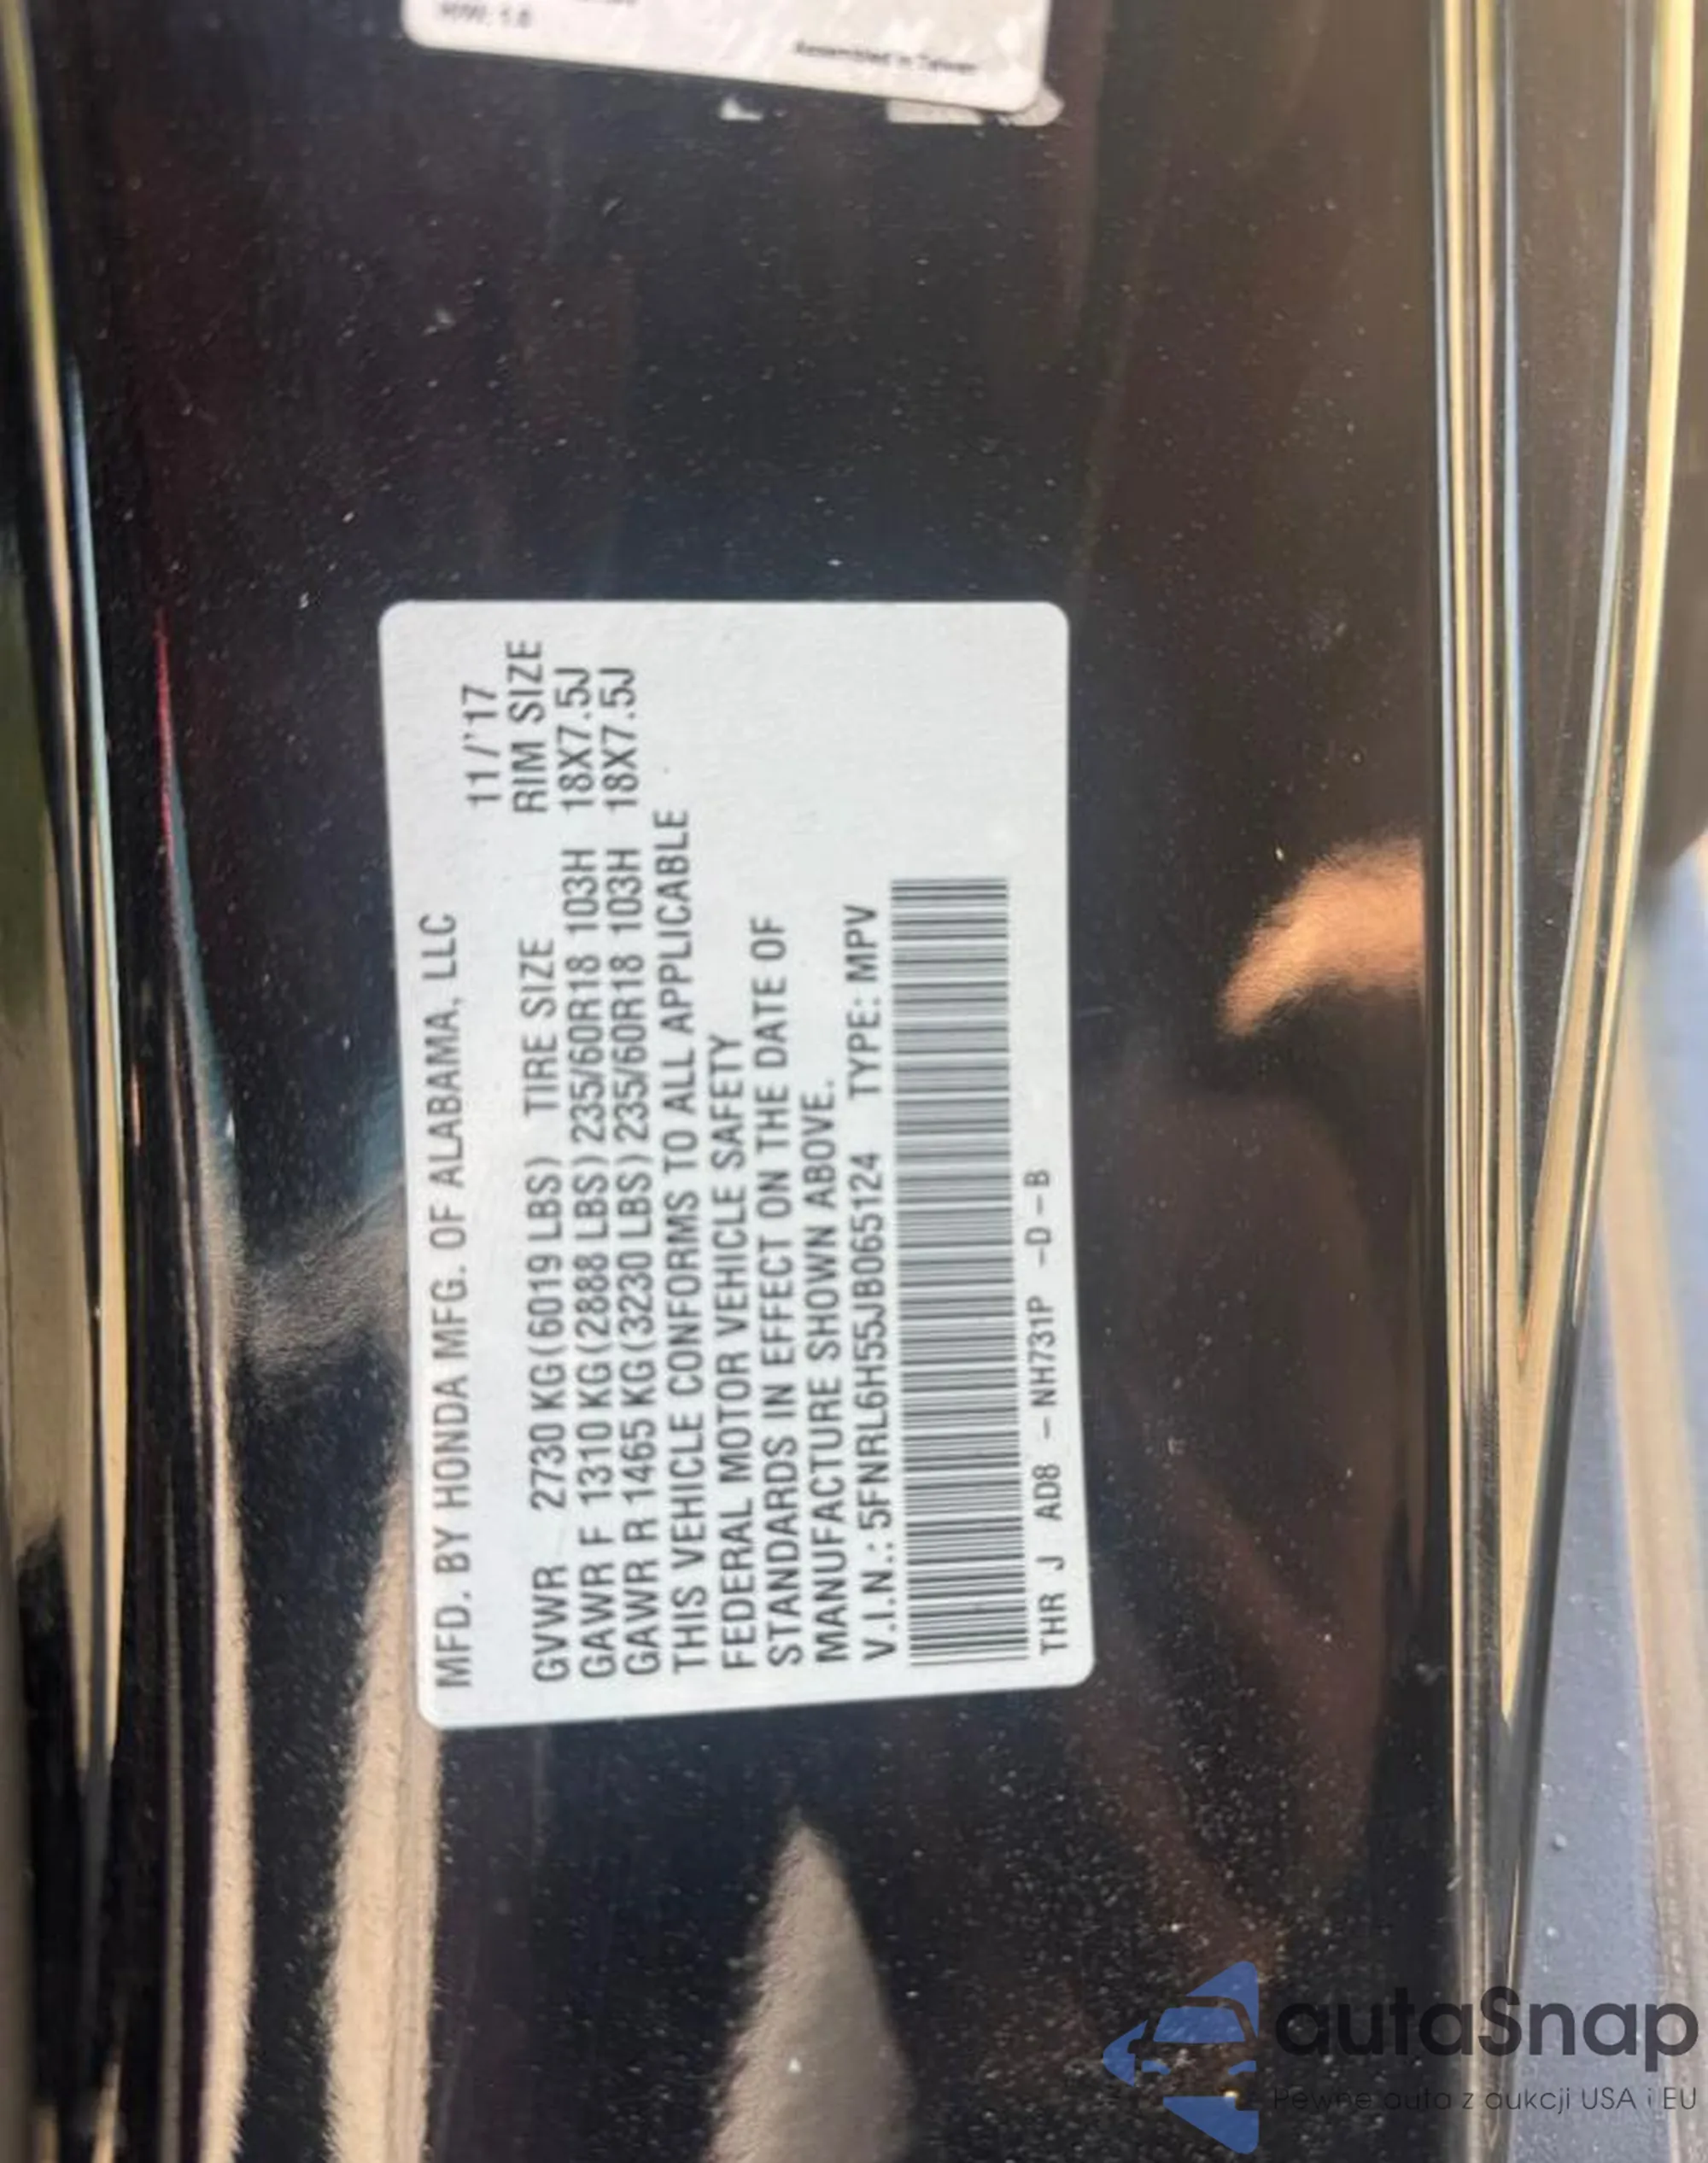 Assembled in Taiwan
MFD. BY HONDA MFG. OF ALABAMA, LLC
11/'17
GVWR 2730 KG(6019 LBS) TIRE SIZE RIM SIZE
GAWR F 1310 KG(2888 LBS) 235/60R18 103H 18X7.5J
GAWR R 1465 KG(3230 LBS) 235/60R18 103H 18X7.5J
THIS VEHICLE CONFORMS TO ALL APPLICABLE
FEDERAL MOTOR VEHICLE SAFETY
STANDARDS IN EFFECT ON THE DATE OF
MANUFACTURE SHOWN ABOVE.
V.I.N.: 5FNRL6H55JB065124 TYPE: MPV
THR J AD8 - NH731P -D-B
autaSnap
Pewne auta z aukcji USA i EU